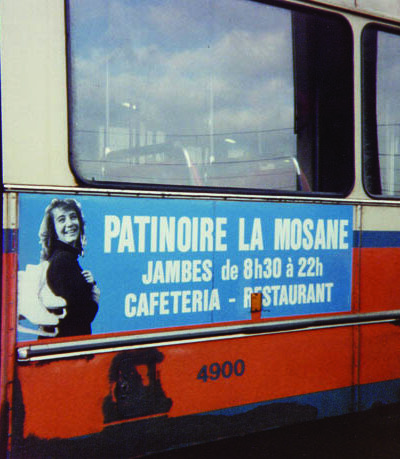 PATINOIRE LA MOSANE
JAMBES de 8h30 à 22h
CAFETERIA - RESTAURANT
4900